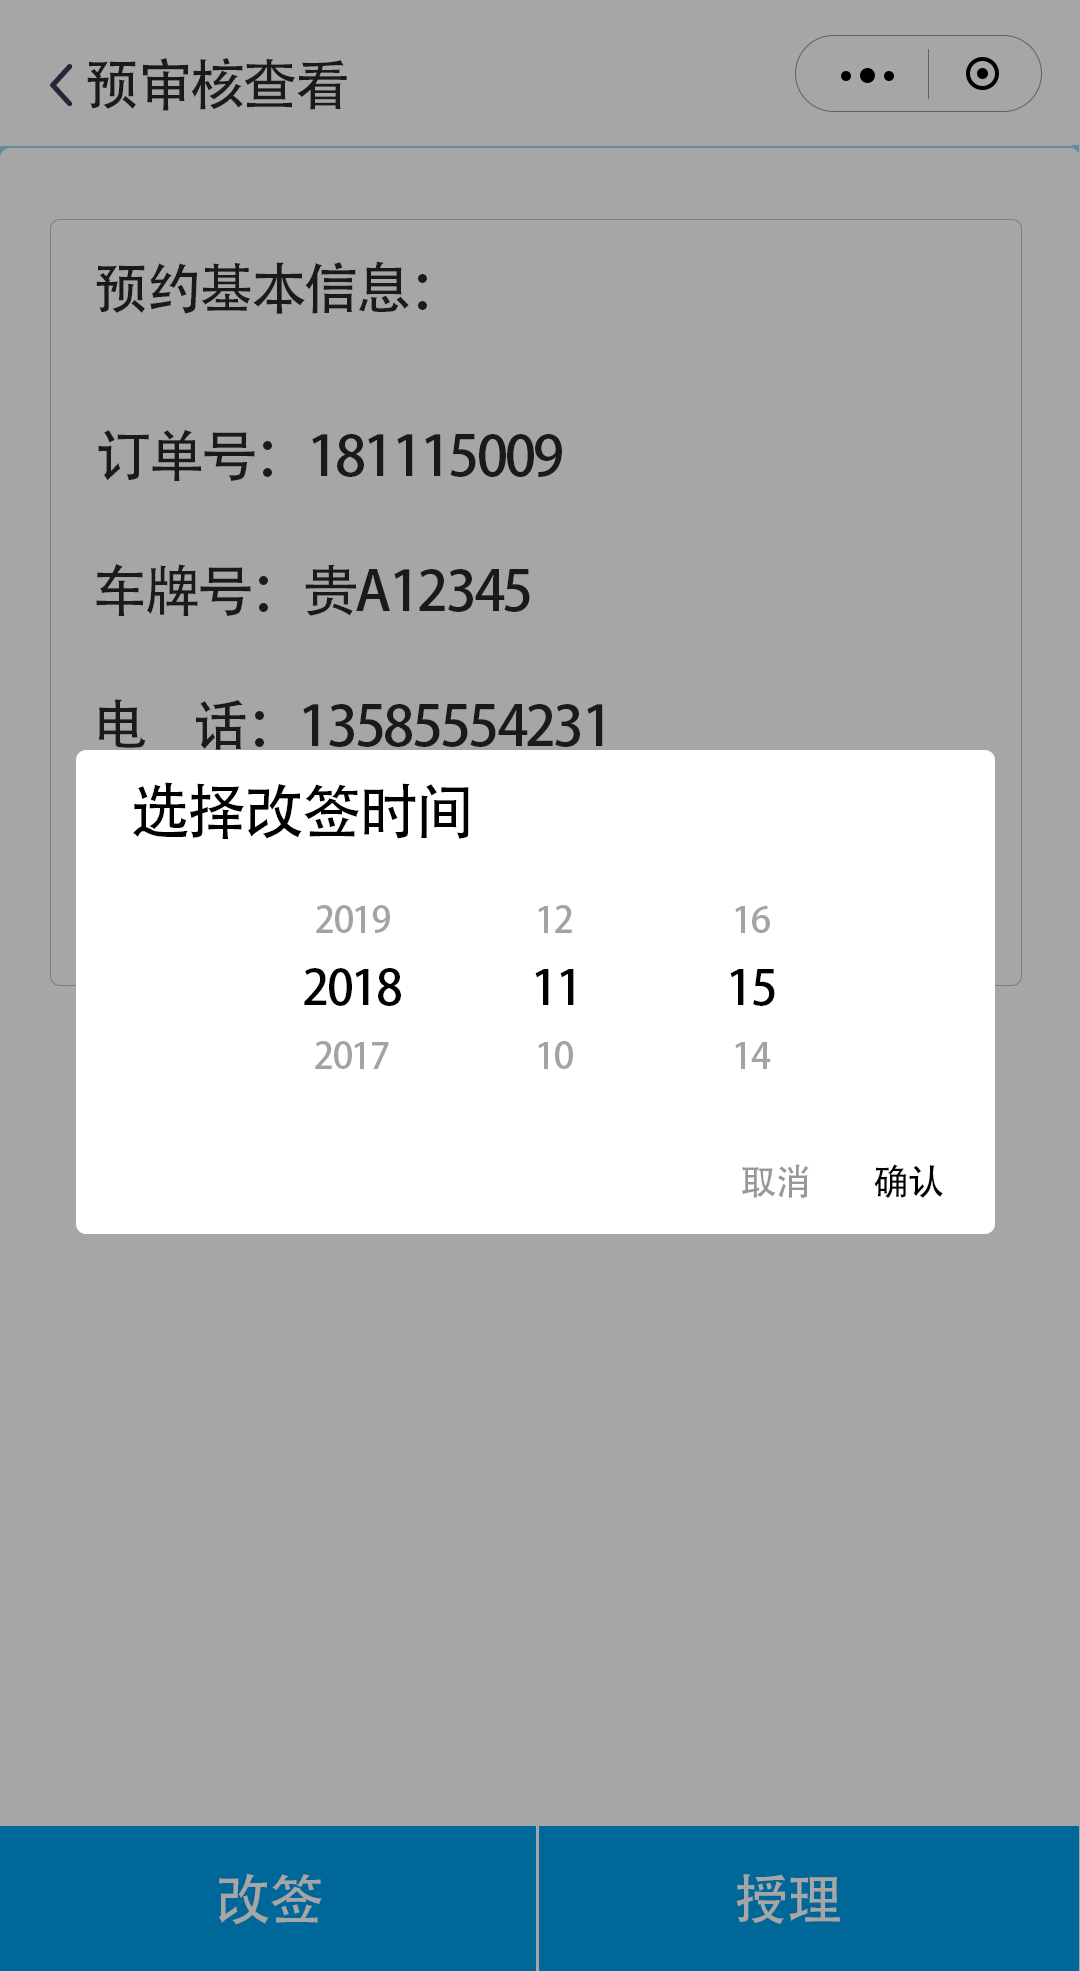 预审核查看
预约基本信息：
订单号：181115009
车牌号：贵A12345
电 话：13585554231
选择改签时间
2019 12 16
2018 11 15
2017 10 14
取消 确认
改签 授理